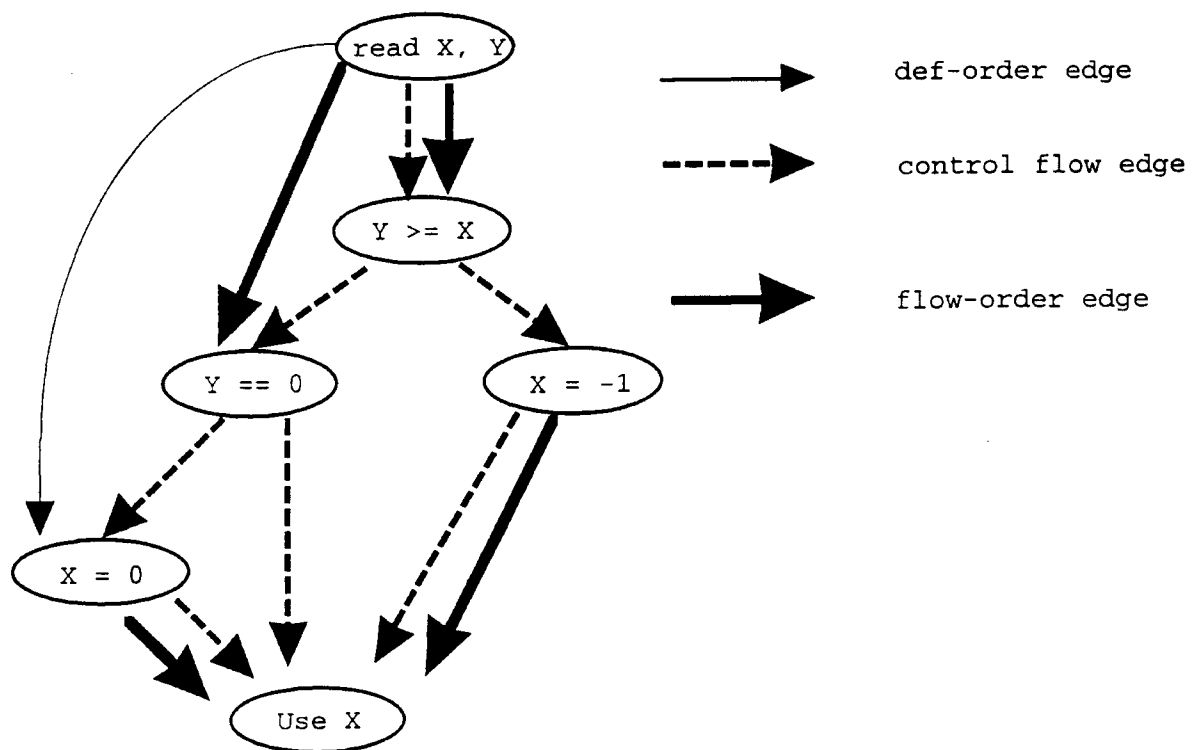 read X, Y
def-order edge
control flow edge
Y >= X
flow-order edge
Y == 0
X = -1
X = 0
Use X